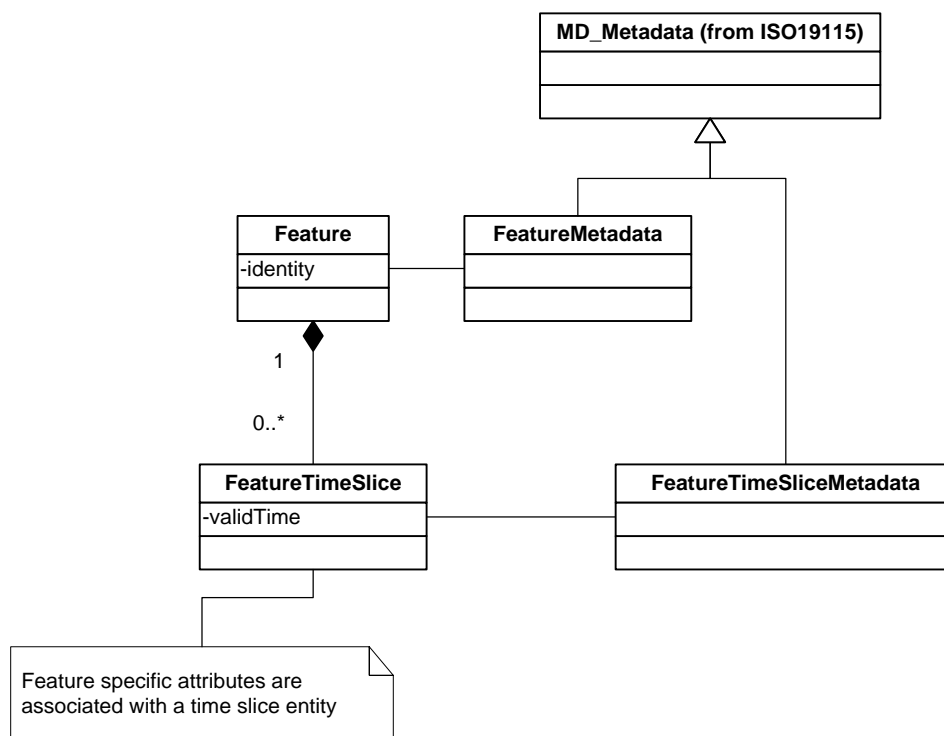 MD_Metadata (from ISO19115)
Feature
-identity
FeatureMetadata
1
0..*
FeatureTimeSlice
-validTime
FeatureTimeSliceMetadata
Feature specific attributes are
associated with a time slice entity